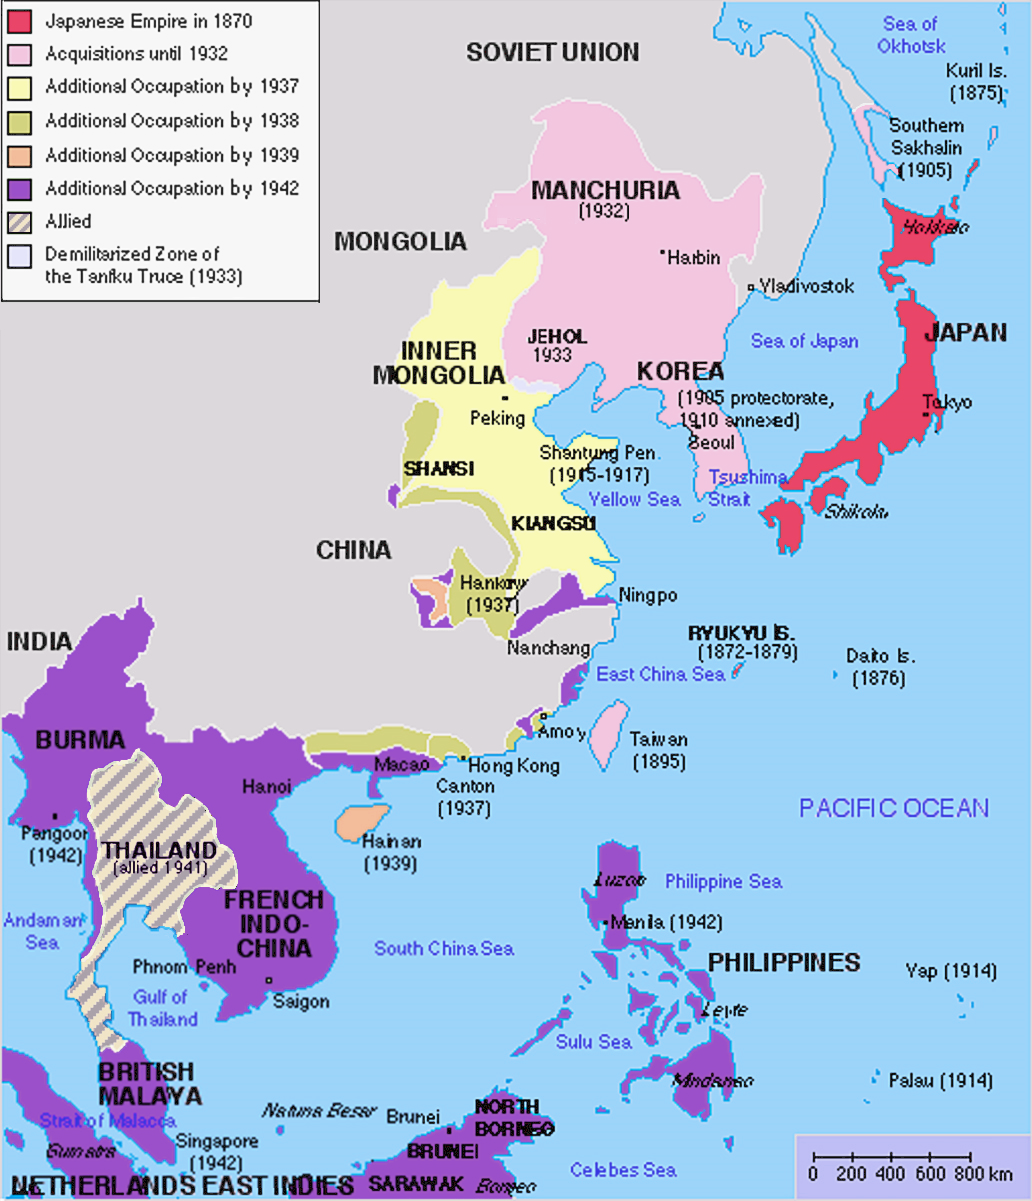 Japanese Empire in 1870
Acquisitions until 1932
Additional Occupation by 1937
Additional Occupation by 1938
Additional Occupation by 1939
Additional Occupation by 1942
Allied
Demilitarized Zone of
the Tanfku Truce (1933)
SOVIET UNION
Sea of
Okhotsk
Kuril Is.
(1875)
Southern
Sakhalin
(1905)
MANCHURIA
(1932)
Hokkaido
MONGOLIA
Harbin
Vladivostok
JEHOL
1933
Sea of Japan
JAPAN
INNER
MONGOLIA
KOREA
(1905 protectorate,
1910 annexed)
Tokyo
Peking
Seoul
Shantung Pen.
(1915-1917)
SHANSI
Tsushima
Strait
Yellow Sea
Shikoku
KIANGSU
CHINA
Hankow
(1937)
Ningpo
INDIA
RYUKYU IS.
(1872-1879)
Nanchang
Daito Is.
(1876)
East China Sea
BURMA
Amoy
Taiwan
(1895)
Macao
Hong Kong
Hanoi
Canton
(1937)
PACIFIC OCEAN
Rangoon
(1942)
THAILAND
(allied 1941)
Hainan
(1939)
Luzon
Philippine Sea
FRENCH
INDO-
CHINA
Andaman
Sea
Manila (1942)
South China Sea
PHILIPPINES
Phnom Penh
Yap (1914)
Gulf of
Thailand
Saigon
Leyte
Sulu Sea
BRITISH
MALAYA
Mindanao
Palau (1914)
Strait of Malacca
Natuna Besar
Brunei
NORTH
BORNEO
Sumatra
Singapore
(1942)
BRUNEI
Celebes Sea
NETHERLANDS EAST INDIES
SARAWAK
Borneo
0 200 400 600 800 km